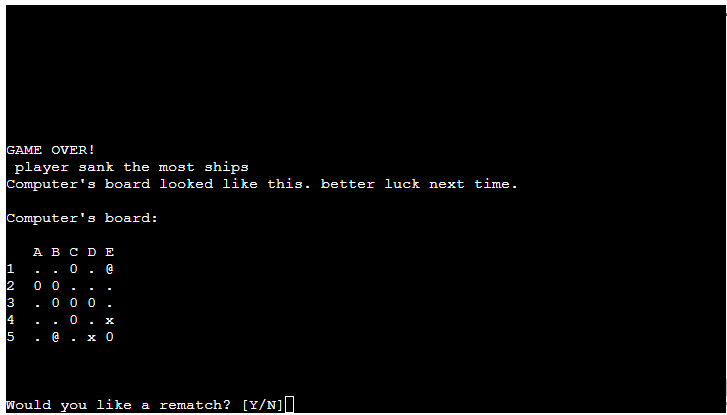 GAME OVER!
player sank the most ships
Computer's board looked like this. better luck next time.
Computer's board:
A B C D E
1 . . 0 . @
2 0 0 . . .
3 . 0 0 0 .
4 . . 0 . x
5 . @ . x 0
Would you like a rematch? [Y/N]